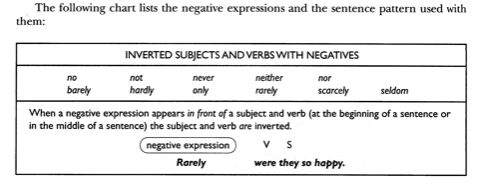 The following chart lists the negative expressions and the sentence pattern used with
them:
INVERTED SUBJECTS AND VERBS WITH NEGATIVES
no not never neither nor
barely hardly only rarely scarcely seldom
When a negative expression appears in front of a subject and verb (at the beginning of a sentence or
in the middle of a sentence) the subject and verb are inverted.
negative expression V S
Rarely were they so happy.